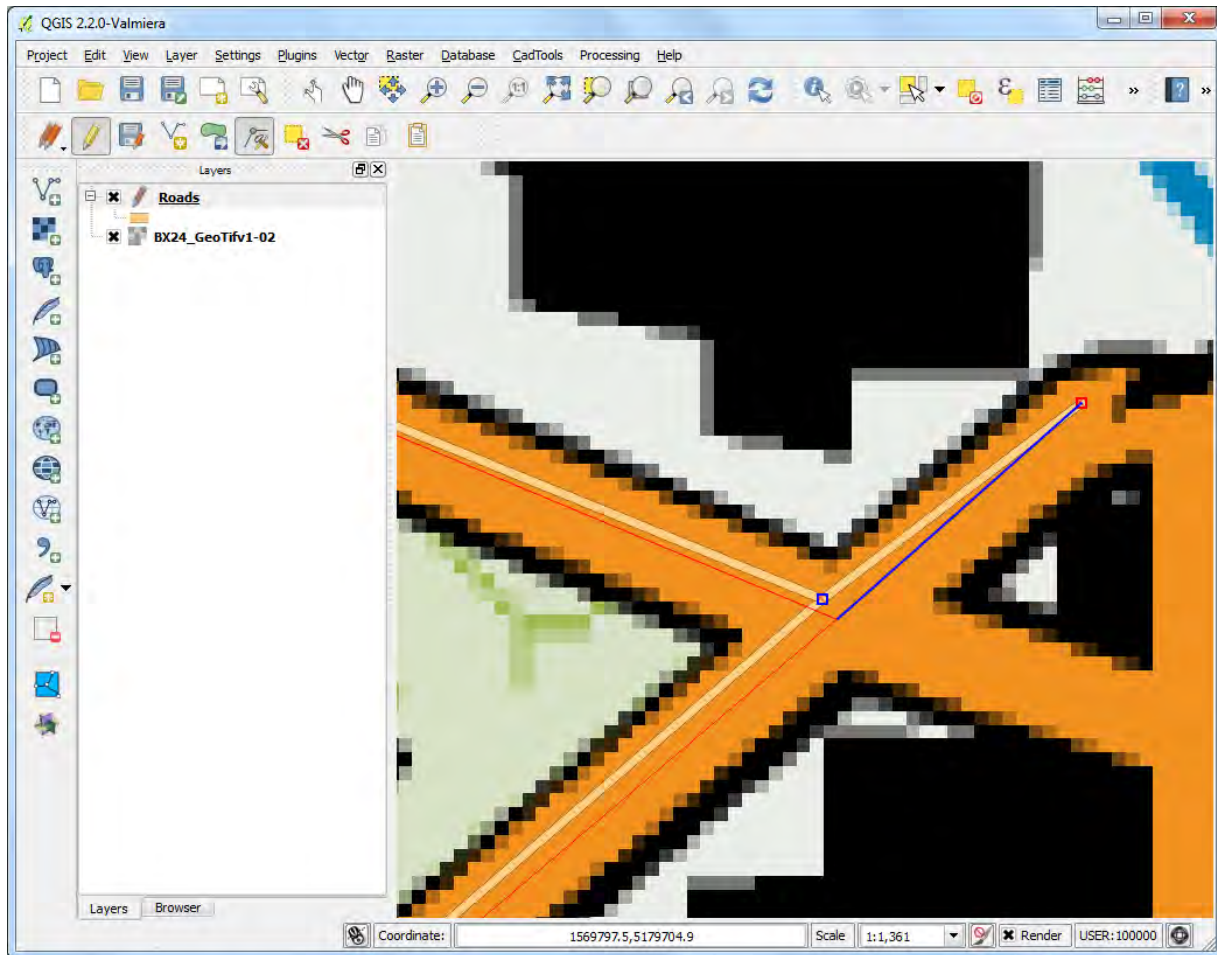 QGIS 2.2.0-Valmiera
Project Edit View Layer Settings Plugins Vector Raster Database CadTools Processing Help
Layers
Roads
BX24_GeoTifv1-02
Layers Browser
Coordinate: 1569797.5,5179704.9 Scale 1:1,361 Render USER:100000